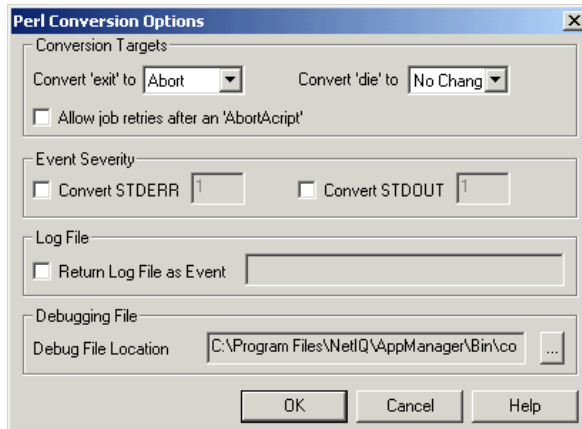 Perl Conversion Options
Conversion Targets
Convert 'exit' to Abort Convert 'die' to No Chang
Allow job retries after an 'AbortAcript'
Event Severity
Convert STDERR 1 Convert STDOUT 1
Log File
Return Log File as Event
Debugging File
Debug File Location C:\Program Files\NetIQ\AppManager\Bin\co ...
OK Cancel Help